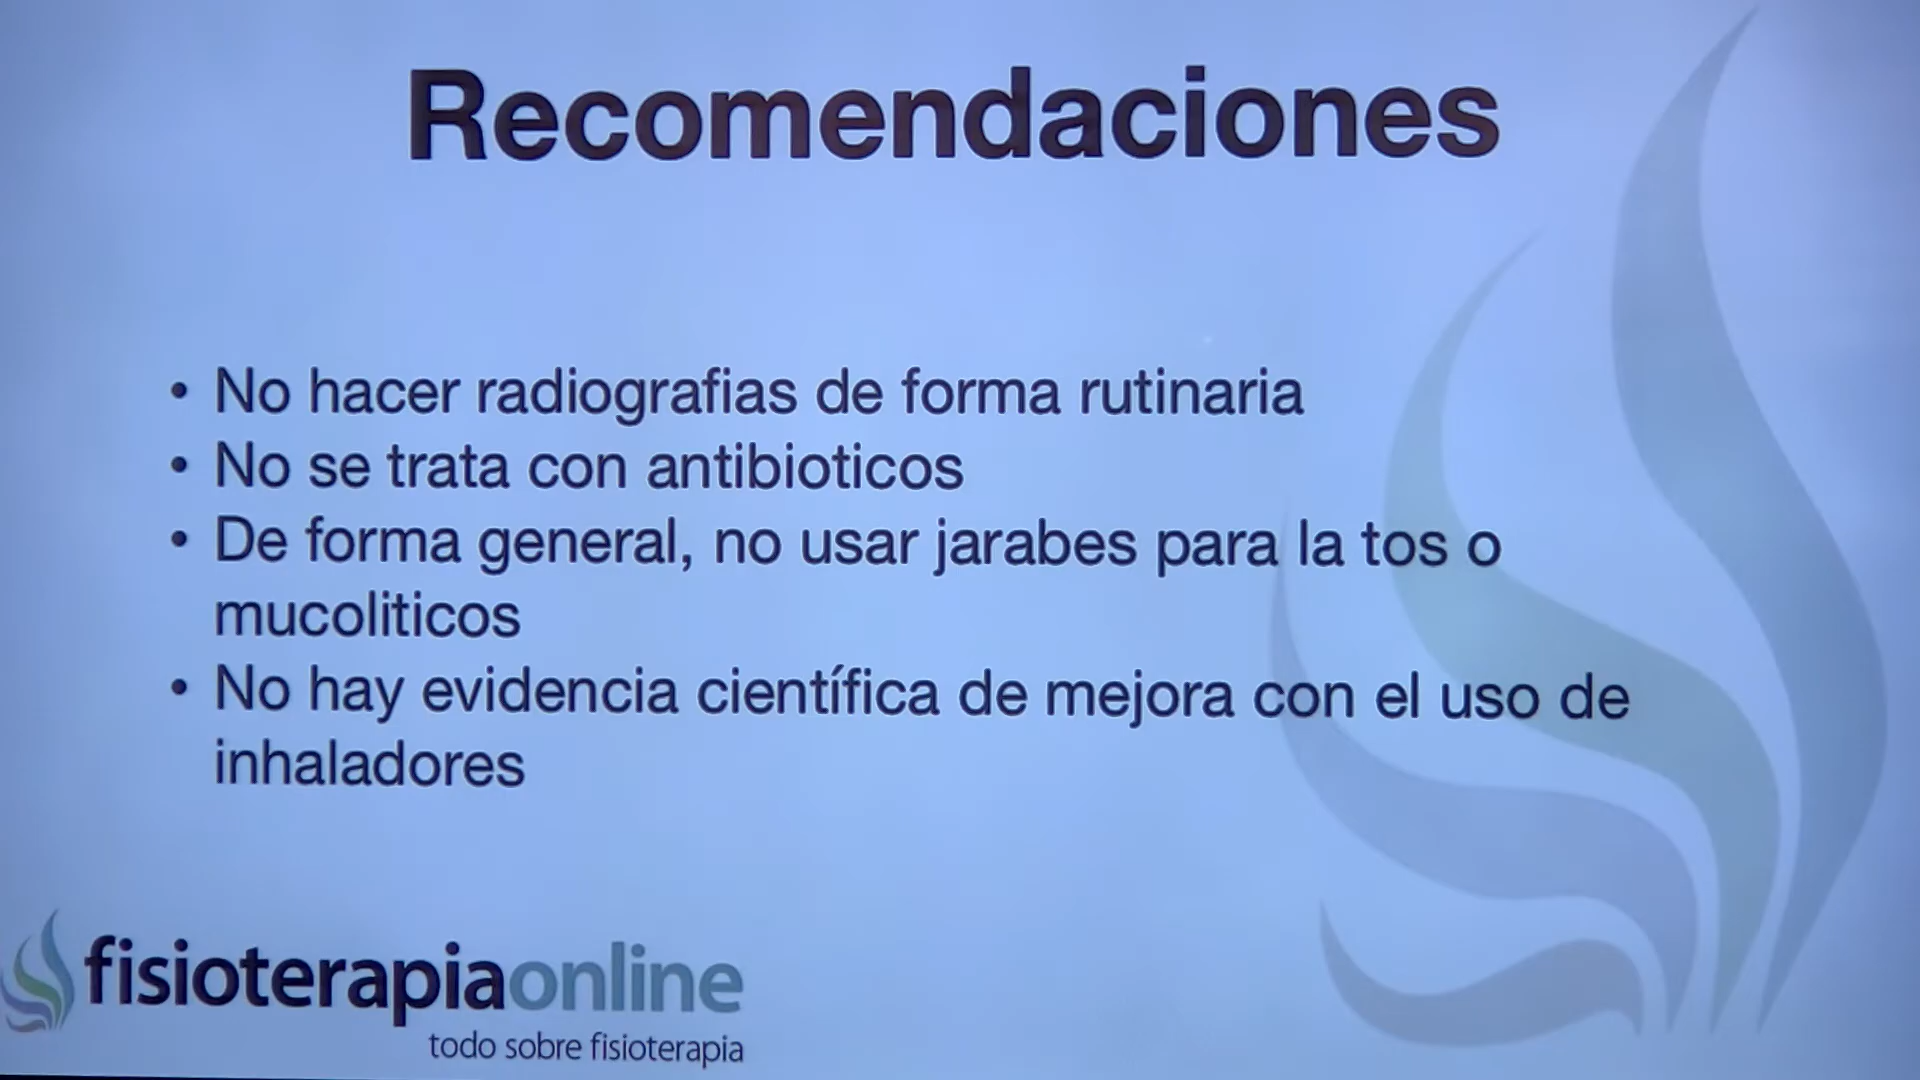 Recomendaciones
• No hacer radiografias de forma rutinaria
• No se trata con antibioticos
• De forma general, no usar jarabes para la tos o
mucoliticos
• No hay evidencia científica de mejora con el uso de
inhaladores
fisioterapiaonline
todo sobre fisioterapia